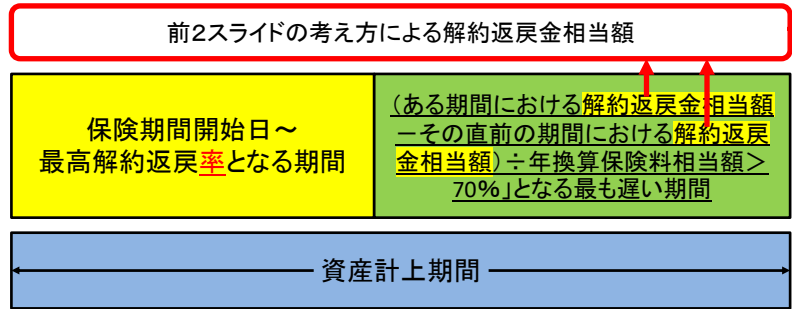 前2スライドの考え方による解約返戻金相当額
保険期間開始日~
最高解約返戻率となる期間
(ある期間における解約返戻金相当額
-その直前の期間における解約返戻
金相当額)÷年換算保険料相当額>
70%」となる最も遅い期間
資産計上期間